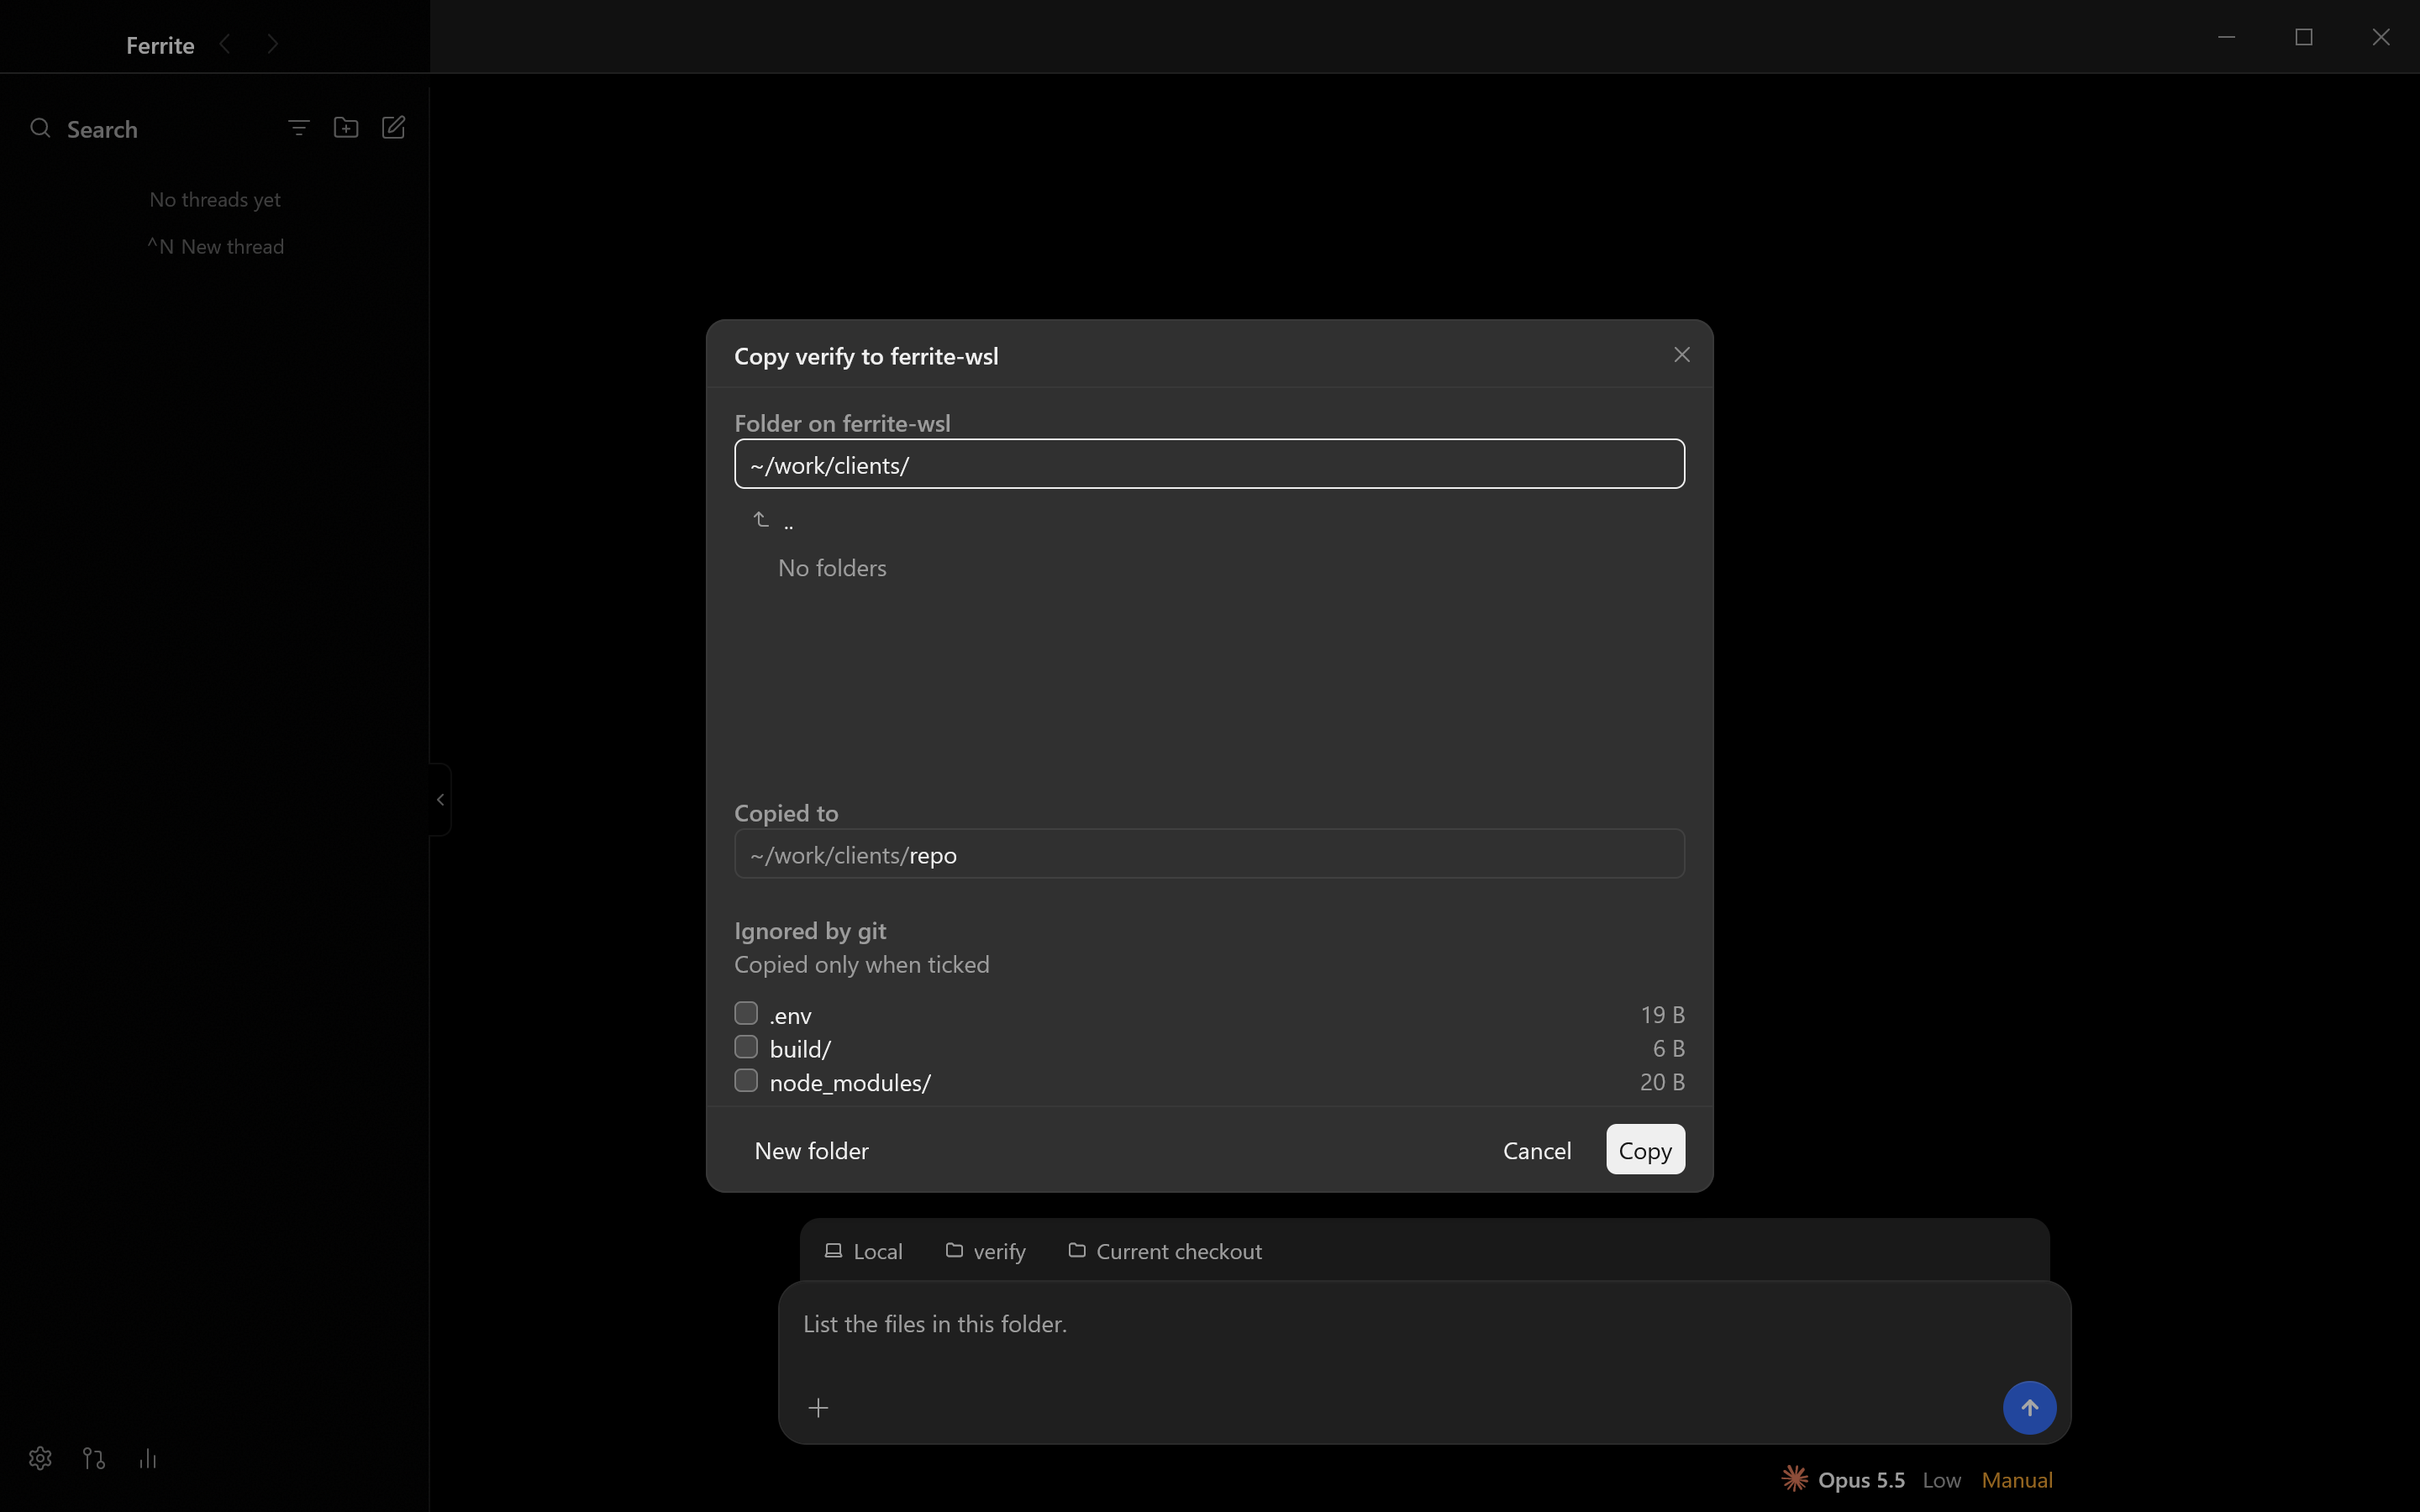 Ferrite
Search
No threads yet
^N New thread
Copy verify to ferrite-wsl
Folder on ferrite-wsl
~/work/clients/
..
No folders
Copied to
~/work/clients/repo
Ignored by git
Copied only when ticked
.env 19 B
build/ 6 B
node_modules/ 20 B
New folder Cancel Copy
Local verify Current checkout
List the files in this folder.
Opus 5.5 Low Manual